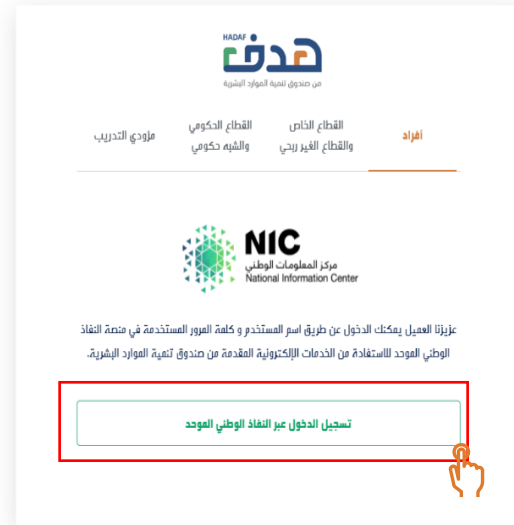 HADAF
هدف
من صندوق تنمية الموارد البشرية
أفراد
القطاع الخاص
والقطاع الغير ربحي
القطاع الحكومي
والشبه حكومي
مزودي التدريب
NIC
مركز المعلومات الوطني
National Information Center
عزيزنا العميل يمكنك الدخول عن طريق اسم المستخدم و كلمة المرور المستخدمة في منصة النفاذ
الوطني الموحد للاستفادة من الخدمات الإلكترونية المقدمة من صندوق تنمية الموارد البشرية.
تسجيل الدخول عبر النفاذ الوطني الموحد